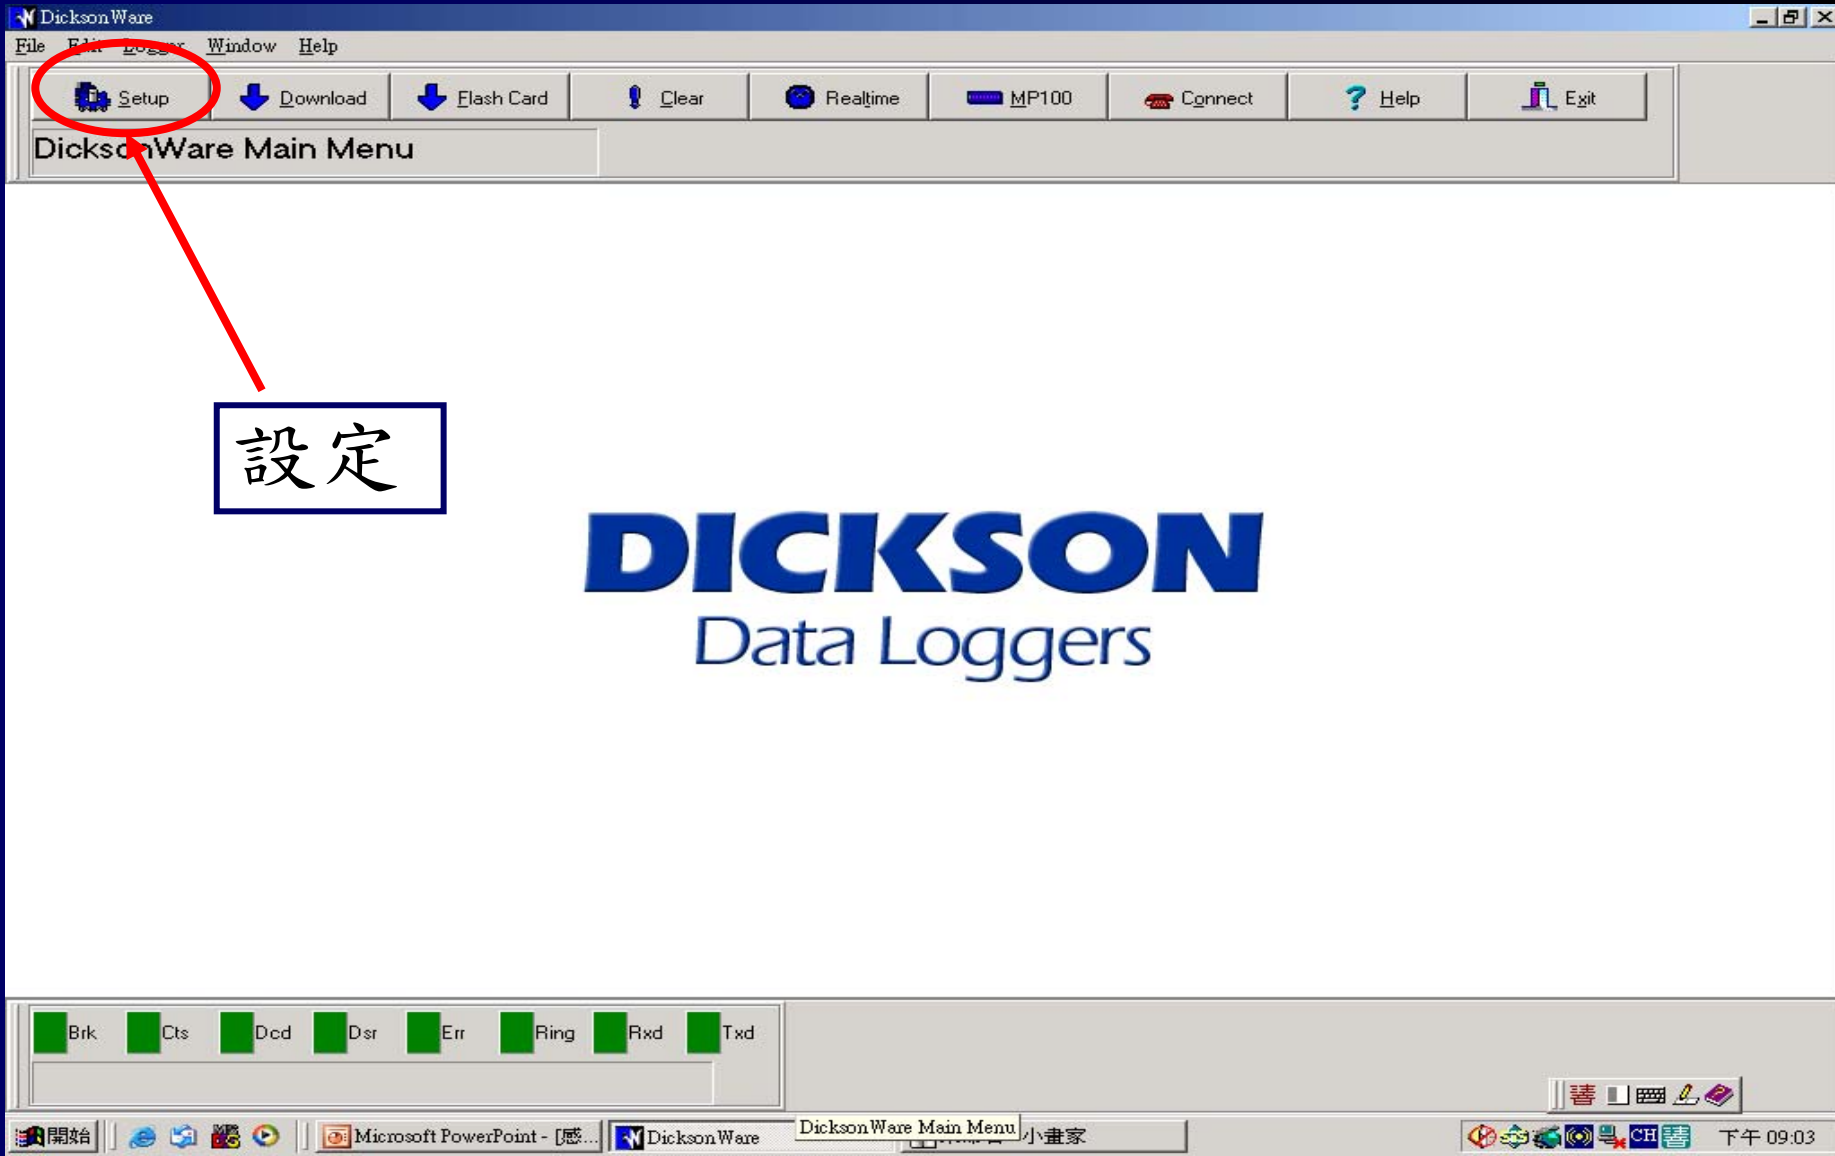 DicksonWare
File Edit Logger Window Help
Setup Download Flash Card Clear Realtime MP100 Connect Help Exit
DicksonWare Main Menu
設定
DICKSON
Data Loggers
Brk Cts Dcd Dsr Err Ring Rxd Txd
開始 Microsoft PowerPoint - [感... DicksonWare DicksonWare Main Menu 小畫家 CH 下午 09:03